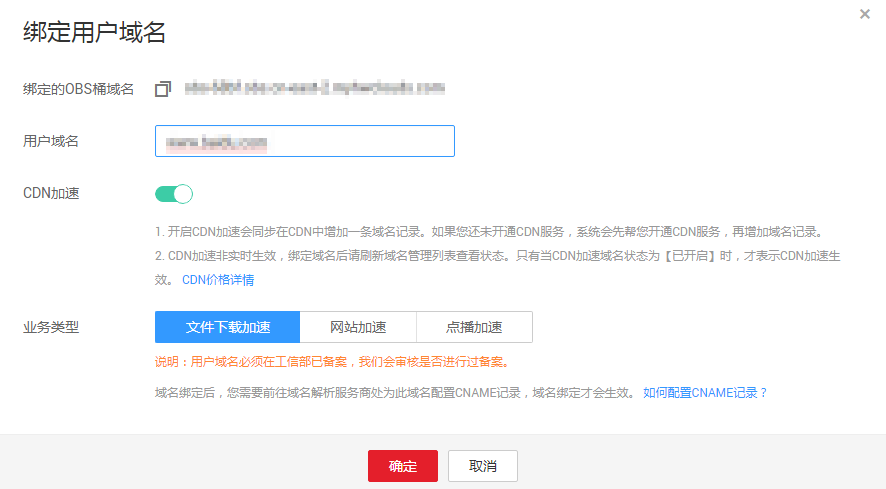 绑定用户域名
绑定的OBS桶域名
用户域名
CDN加速
1. 开启CDN加速会同步在CDN中增加一条域名记录。如果您还未开通CDN服务，系统会先帮您开通CDN服务，再增加域名记录。
2. CDN加速非实时生效，绑定域名后请刷新域名管理列表查看状态。只有当CDN加速域名状态为【已开启】时，才表示CDN加速生
效。 CDN价格详情
业务类型 文件下载加速 网站加速 点播加速
说明：用户域名必须在工信部已备案，我们会审核是否进行过备案。
域名绑定后，您需要前往域名解析服务商处为此域名配置CNAME记录，域名绑定才会生效。 如何配置CNAME记录？
确定 取消